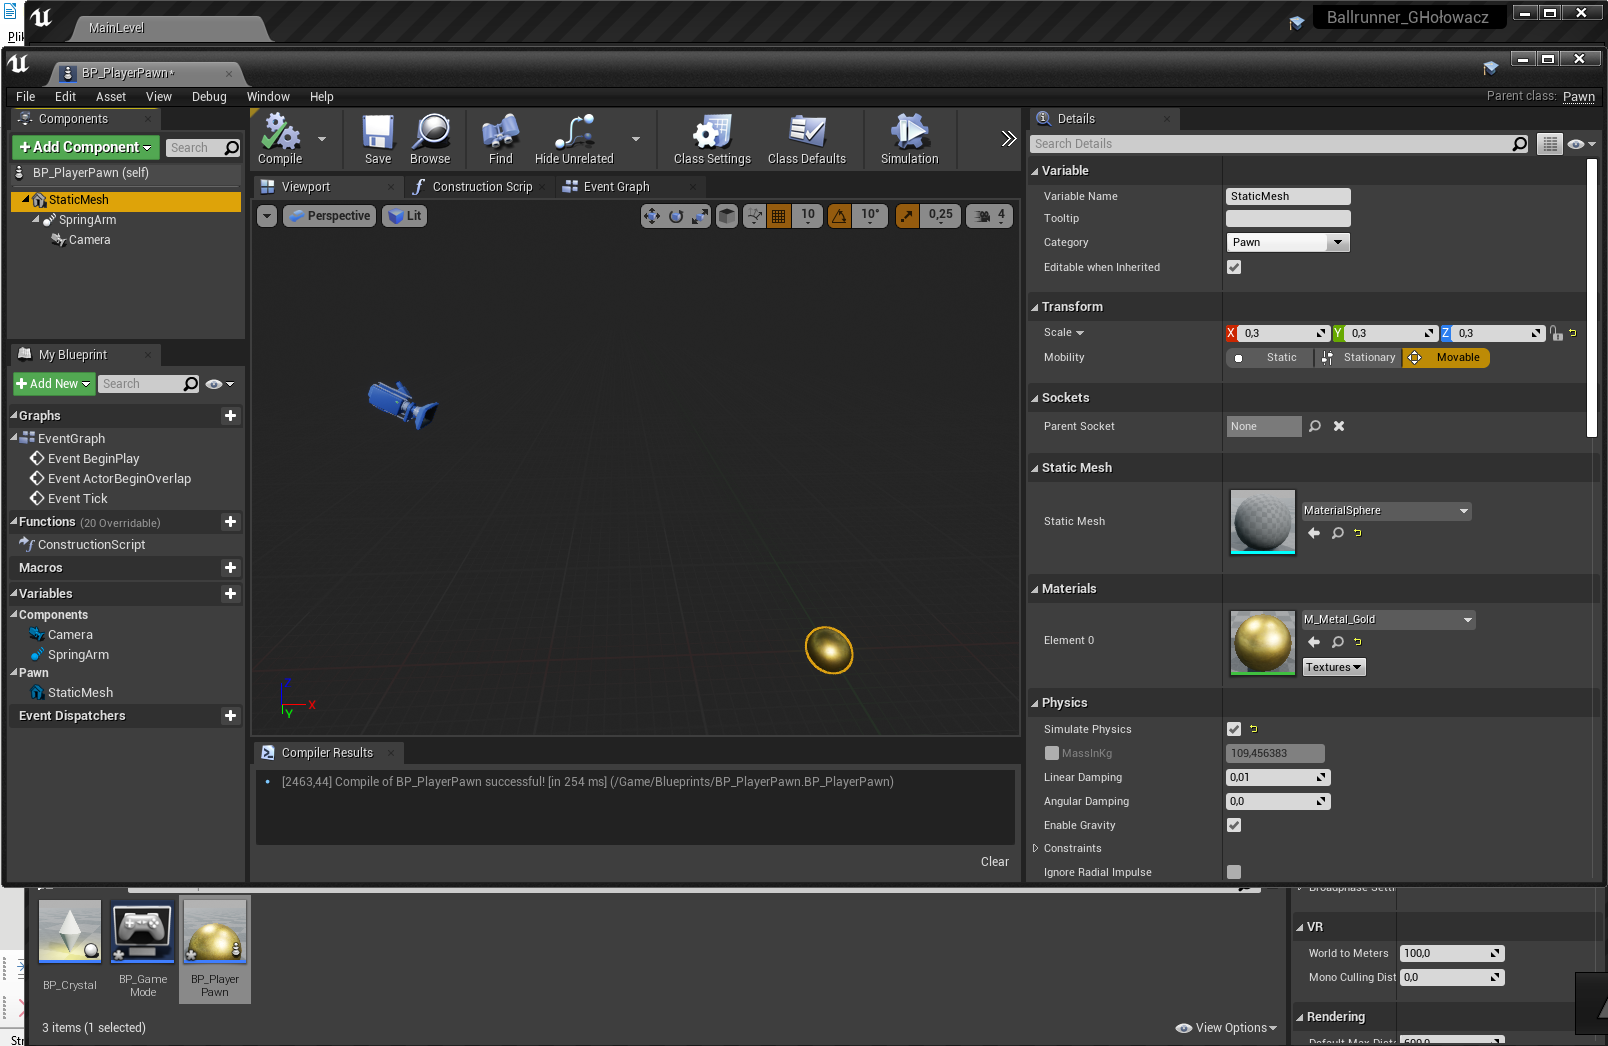 Plik
MainLevel
Ballrunner_GHołowacz
BP_PlayerPawn*
File Edit Asset View Debug Window Help
Parent class: Pawn
Components
+Add Component
Search
BP_PlayerPawn (self)
StaticMesh
SpringArm
Camera
My Blueprint
+Add New
Search
Graphs
EventGraph
Event BeginPlay
Event ActorBeginOverlap
Event Tick
Functions (20 Overridable)
ConstructionScript
Macros
Variables
Components
Camera
SpringArm
Pawn
StaticMesh
Event Dispatchers
Compile Save Browse Find Hide Unrelated Class Settings Class Defaults Simulation
Viewport Construction Scrip Event Graph
Perspective Lit 10 10° 0,25 4
Z
X
Y
Compiler Results
[2463,44] Compile of BP_PlayerPawn successful! [in 254 ms] (/Game/Blueprints/BP_PlayerPawn.BP_PlayerPawn)
Clear
Details
Search Details
Variable
Variable Name StaticMesh
Tooltip
Category Pawn
Editable when Inherited
Transform
Scale X 0,3 Y 0,3 Z 0,3
Mobility Static Stationary Movable
Sockets
Parent Socket None
Static Mesh
Static Mesh MaterialSphere
Materials
Element 0 M_Metal_Gold
Textures
Physics
Simulate Physics
MassInKg 109,456383
Linear Damping 0,01
Angular Damping 0,0
Enable Gravity
Constraints
Ignore Radial Impulse
BP_Crystal
BP_Game
Mode
BP_Player
Pawn
3 items (1 selected)
View Options
VR
World to Meters 100,0
Mono Culling Dist 0,0
Rendering
Str